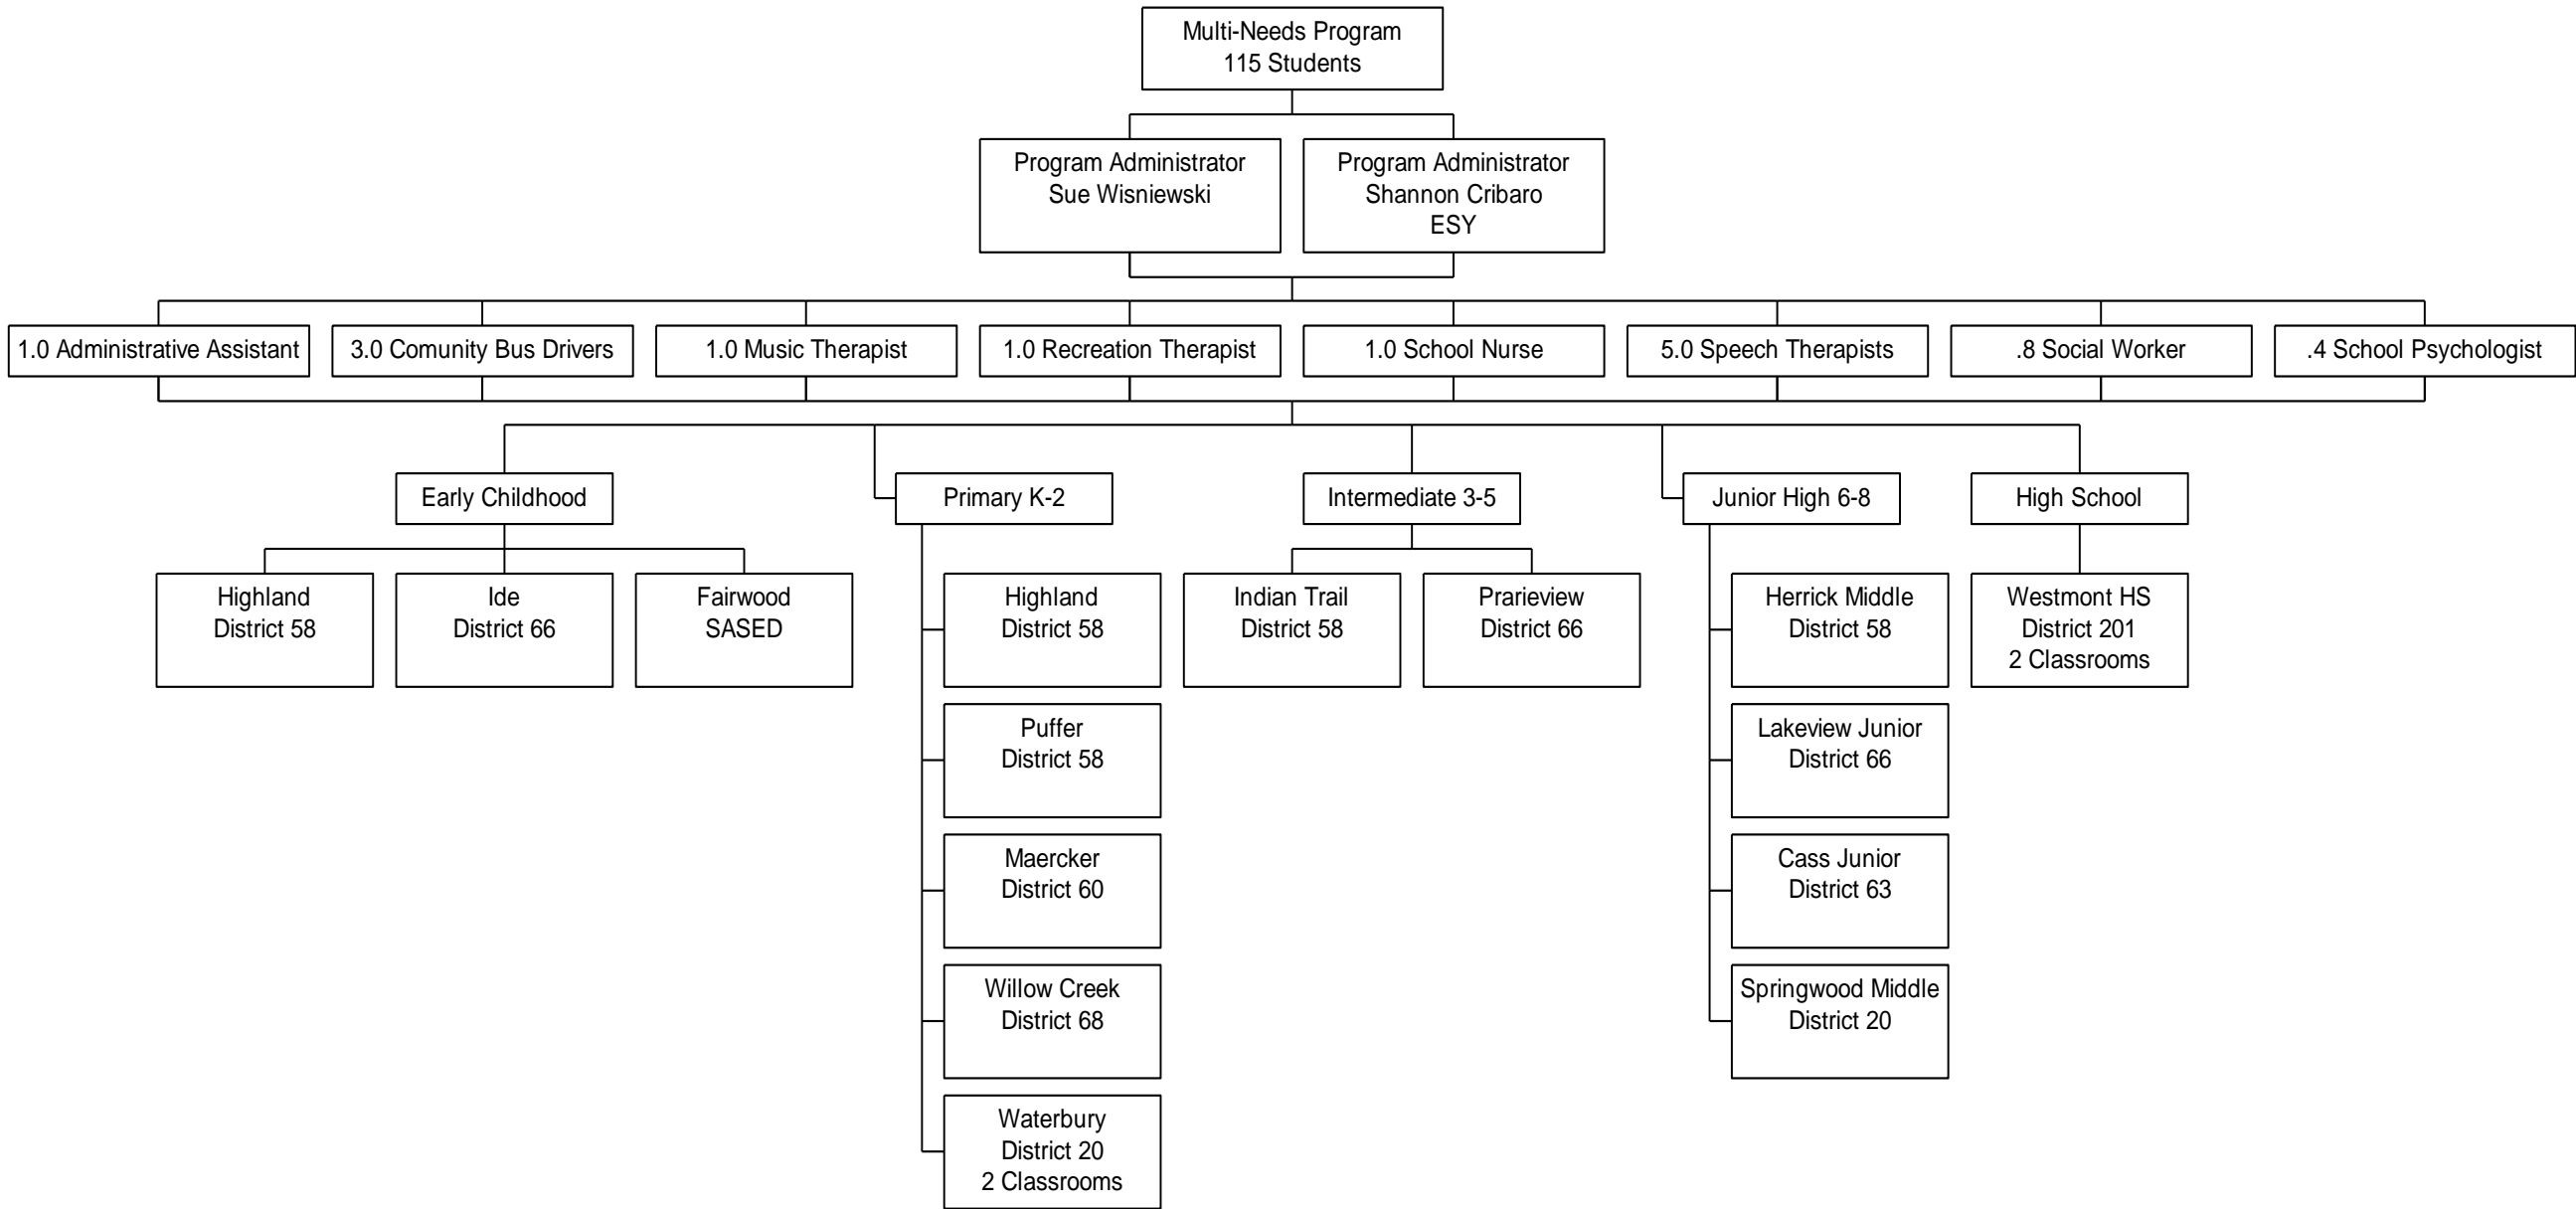 Multi-Needs Program
115 Students
Program Administrator
Sue Wisniewski
Program Administrator
Shannon Cribaro
ESY
1.0 Administrative Assistant
3.0 Comunity Bus Drivers
1.0 Music Therapist
1.0 Recreation Therapist
1.0 School Nurse
5.0 Speech Therapists
.8 Social Worker
.4 School Psychologist
Early Childhood
Highland
District 58
Ide
District 66
Fairwood
SASED
Primary K-2
Highland
District 58
Puffer
District 58
Maercker
District 60
Willow Creek
District 68
Waterbury
District 20
2 Classrooms
Intermediate 3-5
Indian Trail
District 58
Prarieview
District 66
Junior High 6-8
Herrick Middle
District 58
Lakeview Junior
District 66
Cass Junior
District 63
Springwood Middle
District 20
High School
Westmont HS
District 201
2 Classrooms